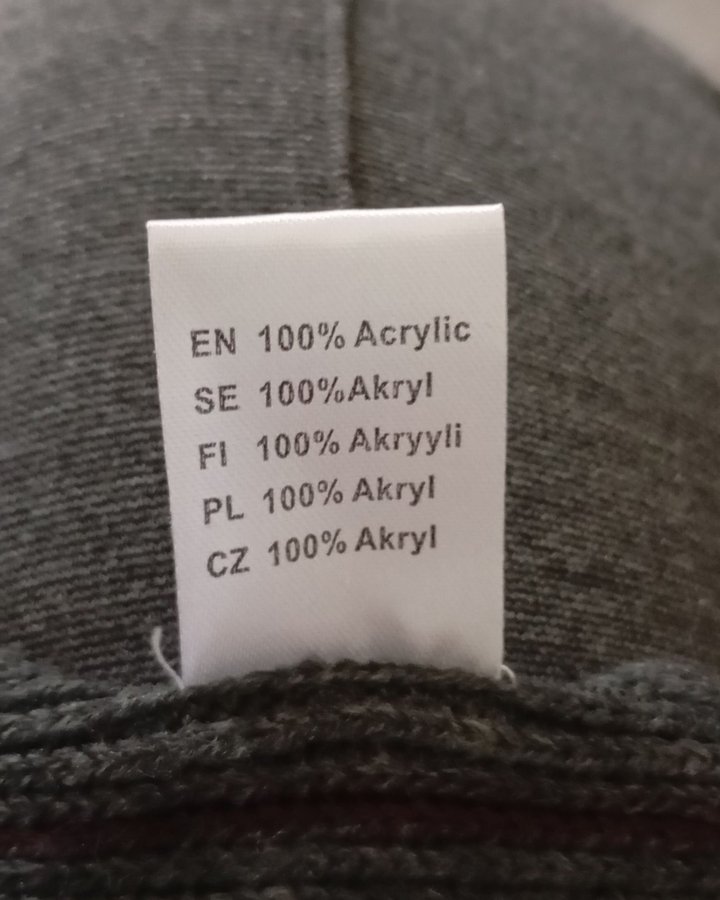 EN 100% Acrylic
SE 100%Akryl
FI 100% Akryyli
PL 100% Akryl
CZ 100% Akryl